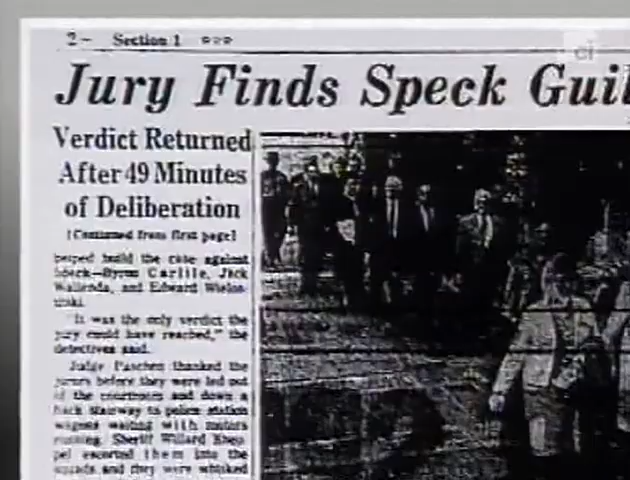 2- Section 1 ☆☆☆
ci
Jury Finds Speck Guil
Verdict Returned
After 49 Minutes
of Deliberation
[Continued from first page]
helped build the case against
Speck—Byron Carlile, Jack
Wallenda, and Edward Wielos-
inski.
"It was the only verdict the
jury could have reached," the
detectives said.
Judge Paschen thanked the
jurors before they were led out
of the courtroom and down a
back stairway to police station
wagons waiting with motors
running. Sheriff Willard Koep-
pel escorted them into the
squads and they were whisked